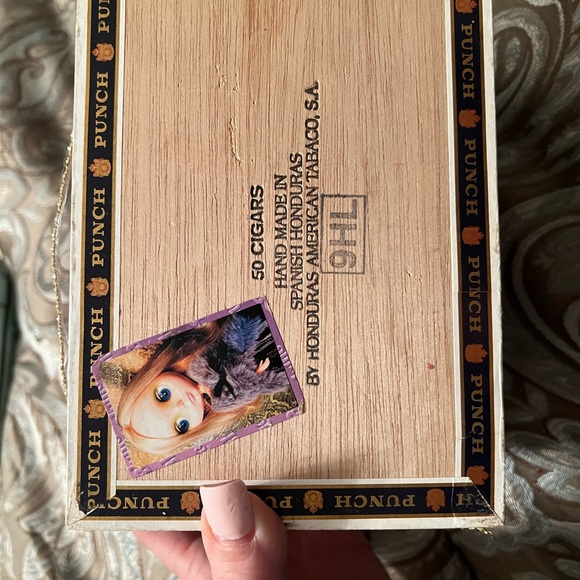 50 CIGARS
HAND MADE IN
SPANISH HONDURAS
BY HONDURAS AMERICAN TABACO, S.A.
9HL
PUNCH
PUNCH
PUNCH
PUNCH
PUNCH
PUNCH
PUNCH
PUNCH
PUNCH
PUNCH